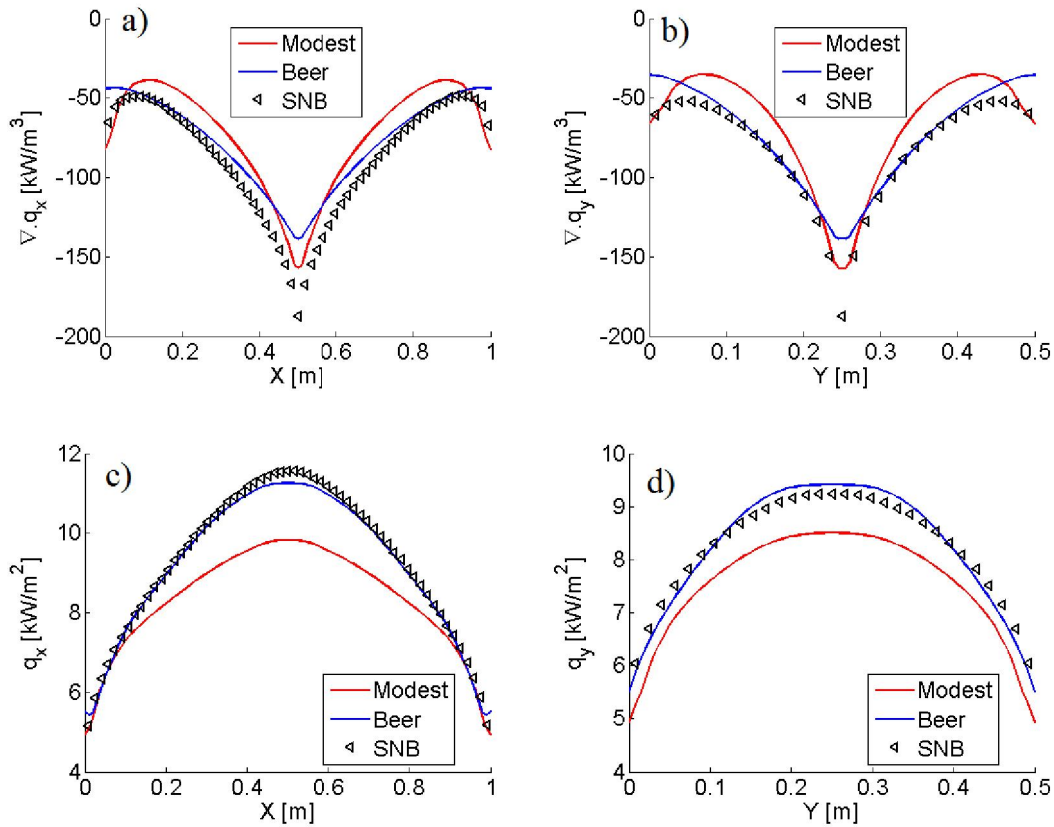 a)
0
-50
-100
-150
-200
∇.qx [kW/m³]
Modest
Beer
SNB
0 0.2 0.4 0.6 0.8 1
X [m]
b)
0
-50
-100
-150
-200
∇.qy [kW/m³]
Modest
Beer
SNB
0 0.1 0.2 0.3 0.4 0.5
Y [m]
c)
12
10
8
6
4
qx [kW/m²]
Modest
Beer
SNB
0 0.2 0.4 0.6 0.8 1
X [m]
d)
10
9
8
7
6
5
4
qy [kW/m²]
Modest
Beer
SNB
0 0.1 0.2 0.3 0.4 0.5
Y [m]